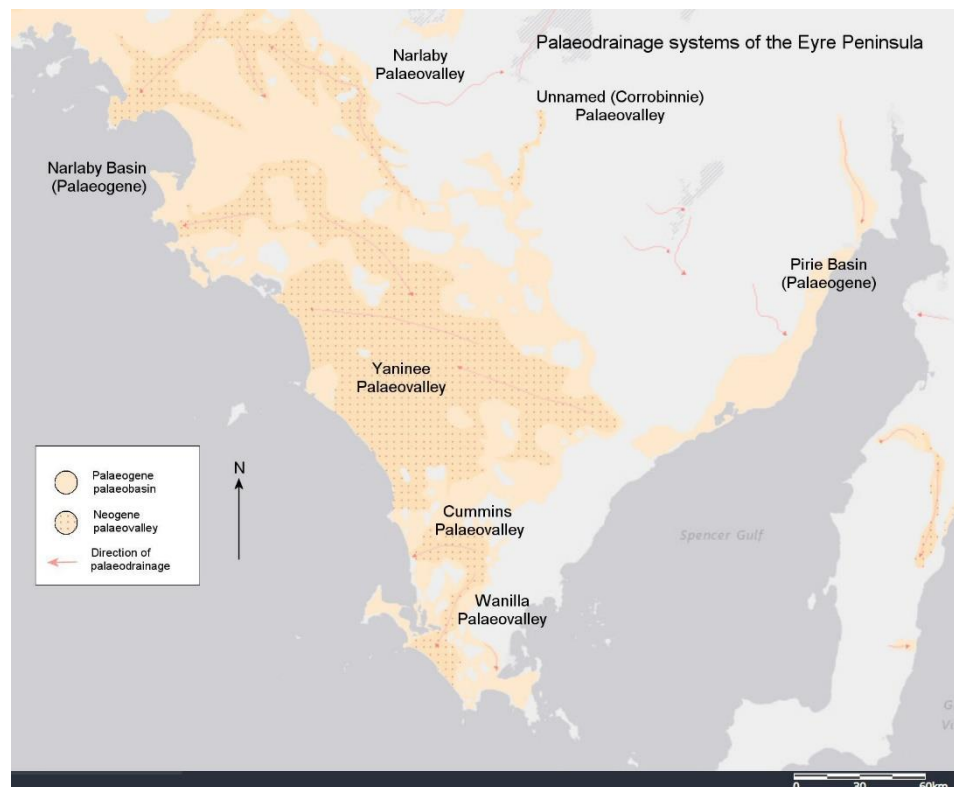 Palaeodrainage systems of the Eyre Peninsula
Narlaby
Palaeovalley
Unnamed (Corrobinnie)
Palaeovalley
Narlaby Basin
(Palaeogene)
Pirie Basin
(Palaeogene)
Yaninee
Palaeovalley
Palaeogene
palaeobasin
Neogene
palaeovalley
Direction of
palaeodrainage
N
Cummins
Palaeovalley
Spencer Gulf
Wanilla
Palaeovalley
0 30 60km